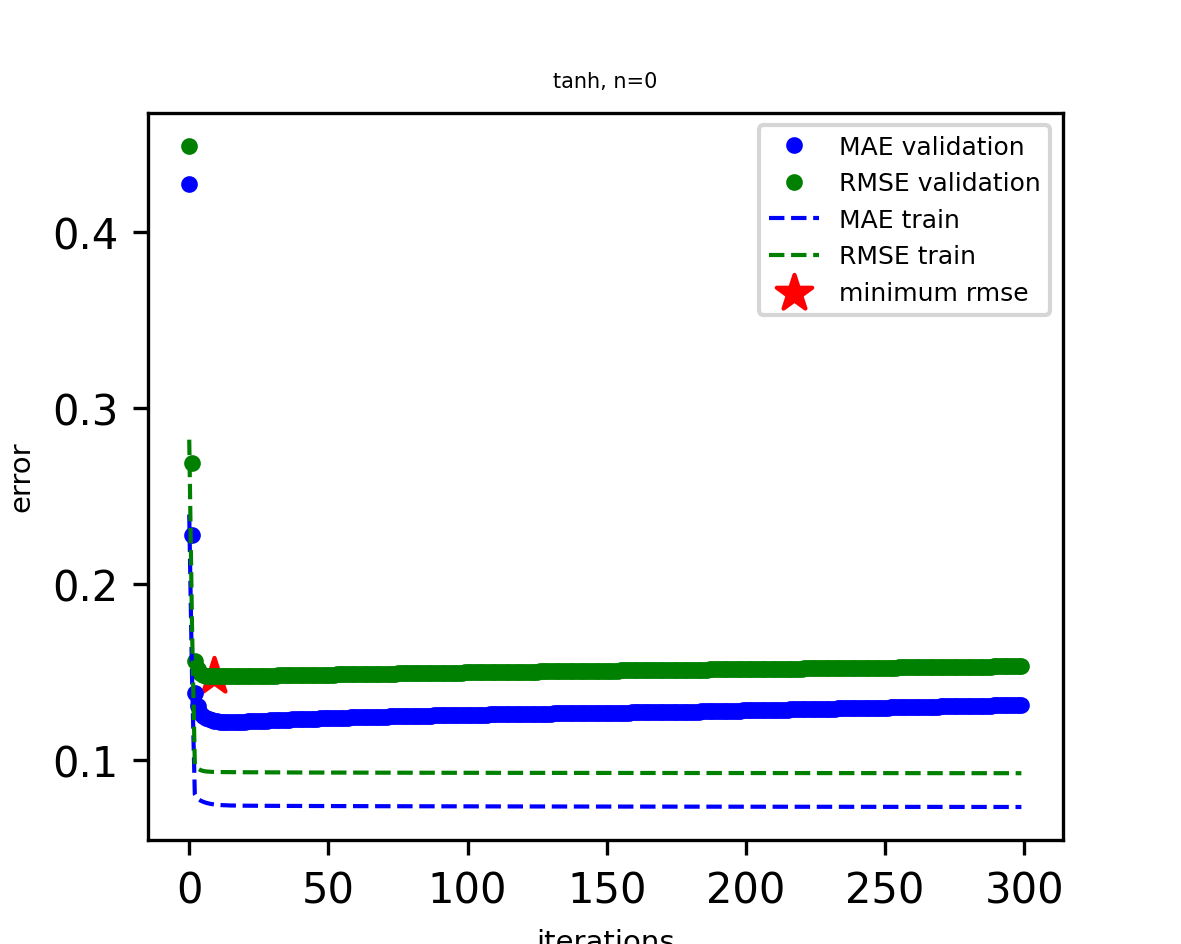 tanh, n=0
MAE validation
RMSE validation
MAE train
RMSE train
minimum rmse
error
0.4
0.3
0.2
0.1
0 50 100 150 200 250 300
iterations